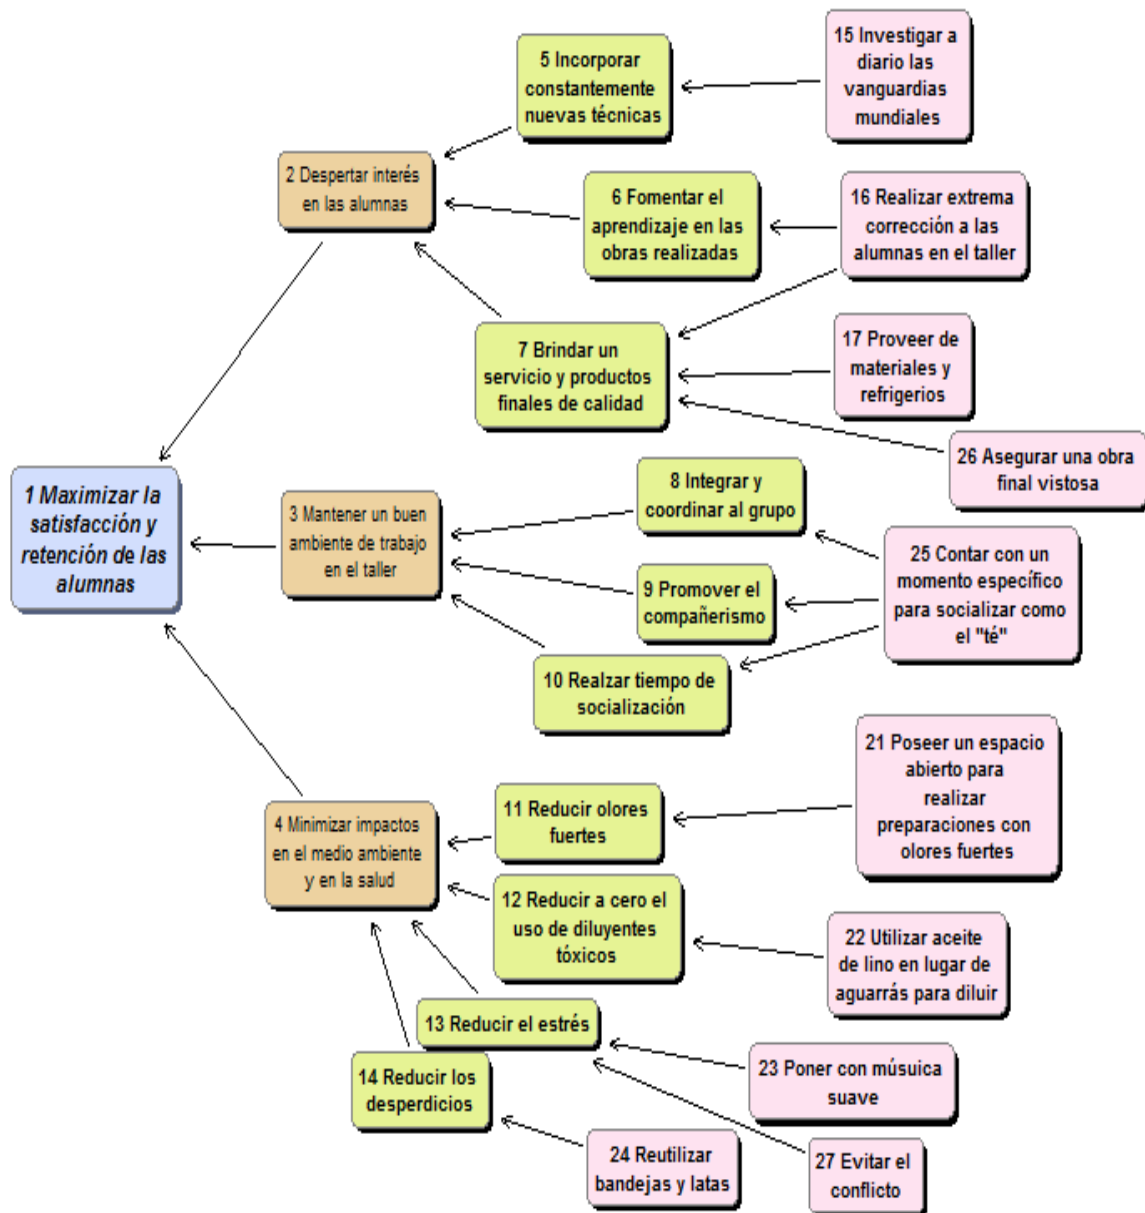 5 Incorporar
constantemente
nuevas técnicas
15 Investigar a
diario las
vanguardias
mundiales
2 Despertar interés
en las alumnas
6 Fomentar el
aprendizaje en las
obras realizadas
16 Realizar extrema
corrección a las
alumnas en el taller
7 Brindar un
servicio y productos
finales de calidad
17 Proveer de
materiales y
refrigerios
26 Asegurar una obra
final vistosa
1 Maximizar la
satisfacción y
retención de las
alumnas
3 Mantener un buen
ambiente de trabajo
en el taller
8 Integrar y
coordinar al grupo
9 Promover el
compañerismo
10 Realzar tiempo de
socialización
25 Contar con un
momento específico
para socializar como
el "té"
4 Minimizar impactos
en el medio ambiente
y en la salud
11 Reducir olores
fuertes
21 Poseer un espacio
abierto para
realizar
preparaciones con
olores fuertes
12 Reducir a cero el
uso de diluyentes
tóxicos
22 Utilizar aceite
de lino en lugar de
aguarrás para diluir
13 Reducir el estrés
23 Poner con músuica
suave
14 Reducir los
desperdicios
24 Reutilizar
bandejas y latas
27 Evitar el
conflicto